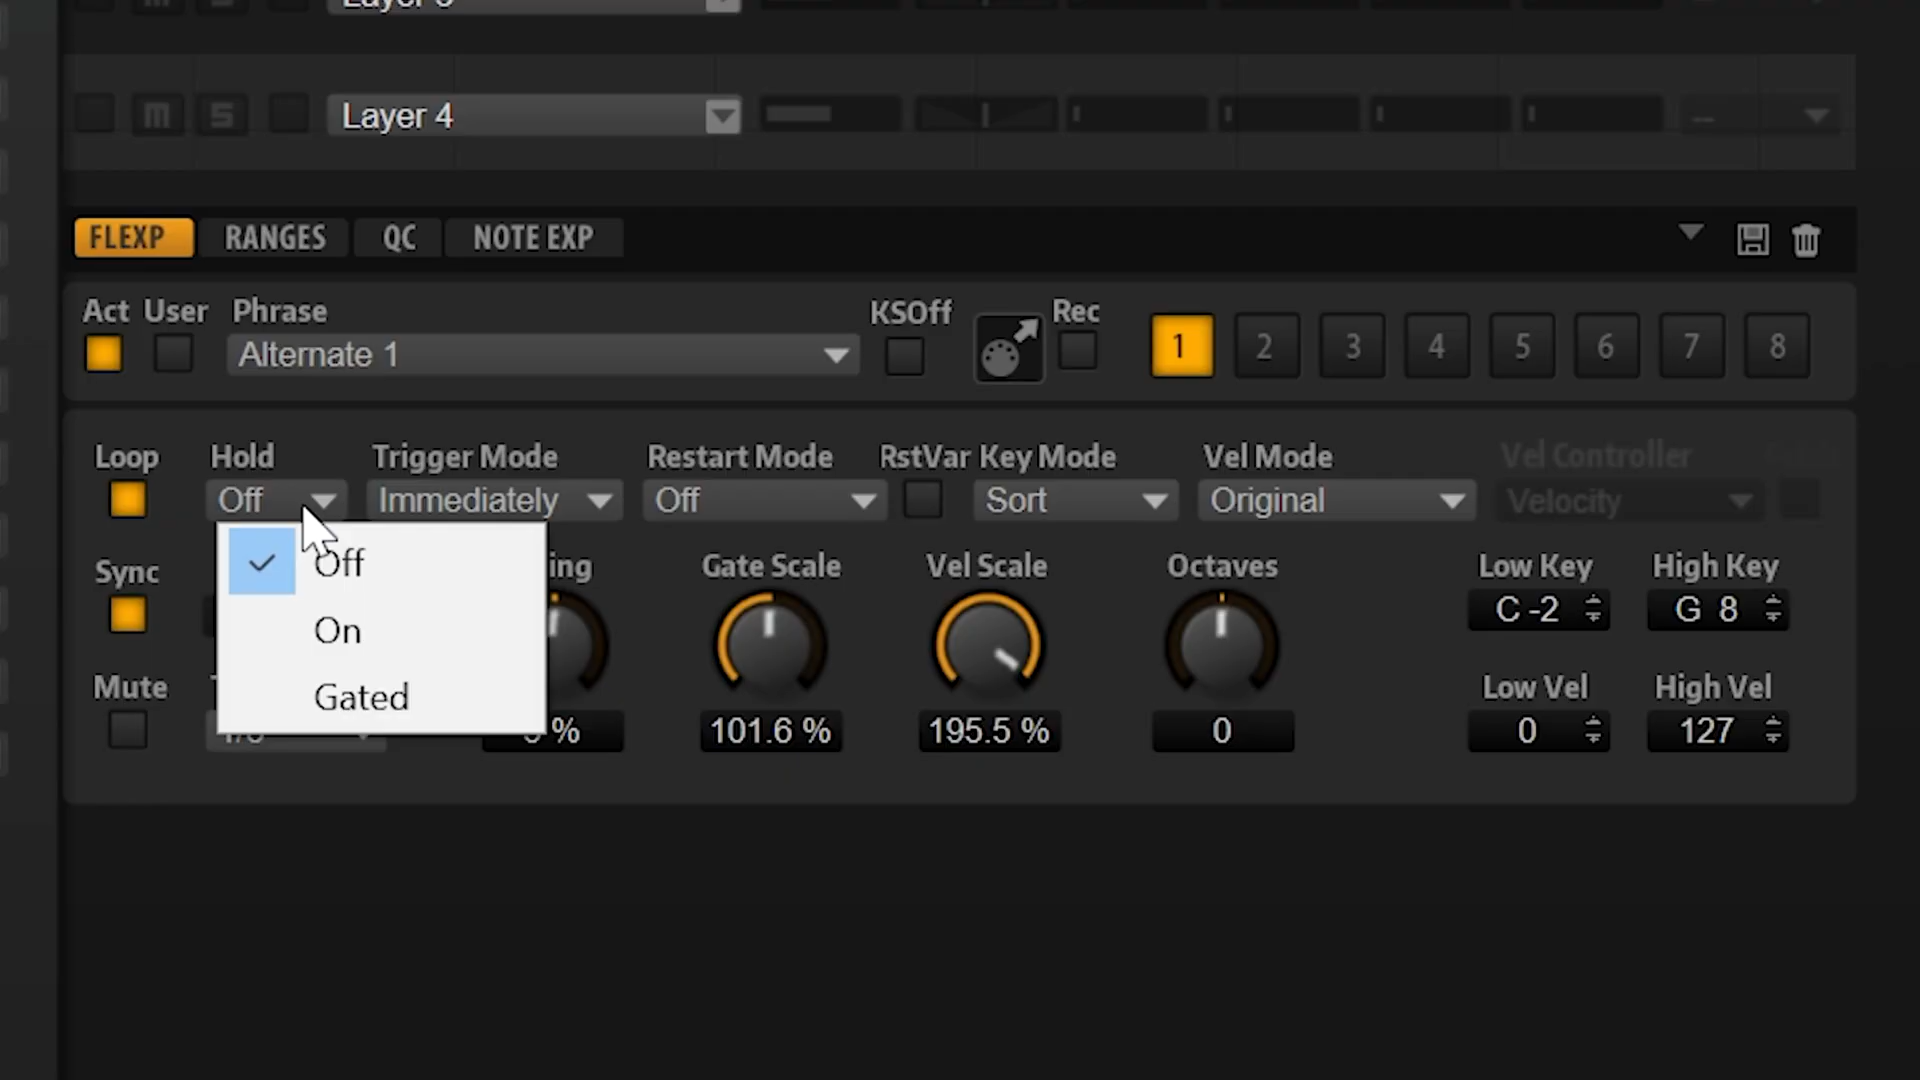 m S Layer 4 --
FLEXP RANGES QC NOTE EXP
Act User Phrase KSOff Rec
Alternate 1 1 2 3 4 5 6 7 8
Loop Hold Trigger Mode Restart Mode RstVar Key Mode Vel Mode Vel Controller
Off Immediately Off Sort Original Velocity
Off
On
Gated
Sync ing Gate Scale Vel Scale Octaves Low Key High Key
C -2 G 8
Mute Low Vel High Vel
% 101.6 % 195.5 % 0 0 127